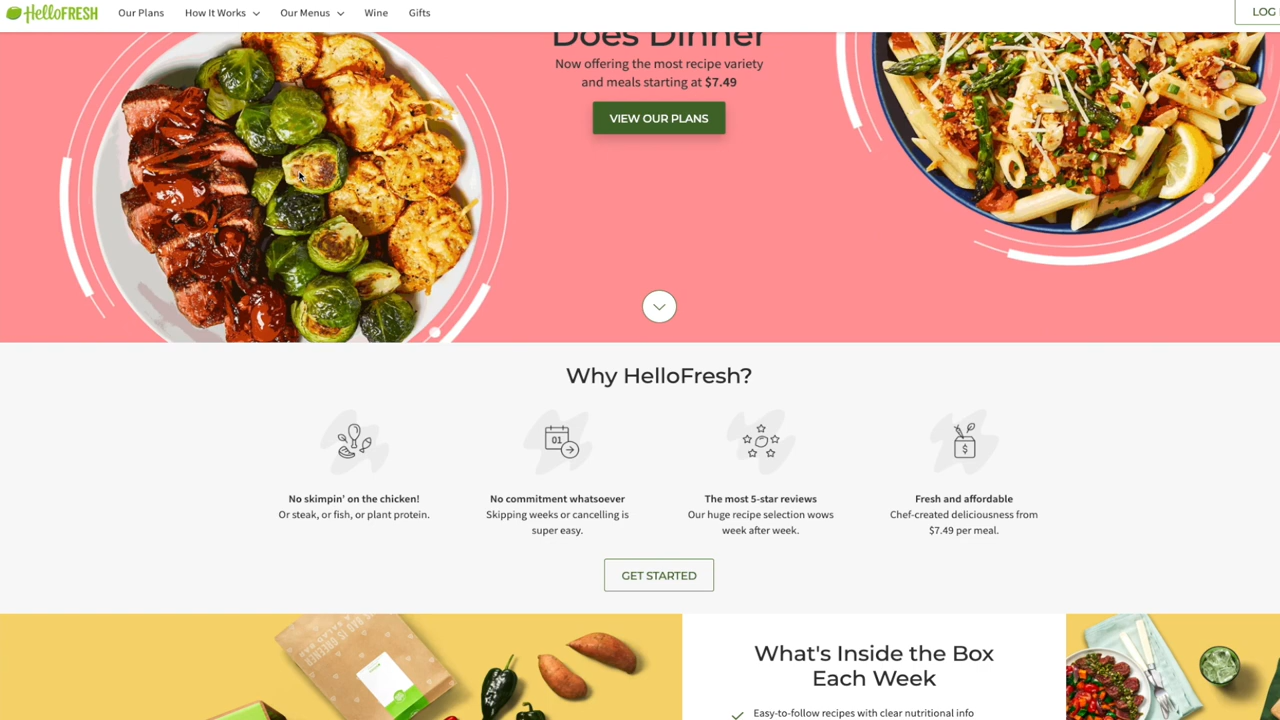 HelloFRESH
Our Plans
How It Works
Our Menus
Wine
Gifts
LOG
Does Dinner
Now offering the most recipe variety
and meals starting at $7.49
VIEW OUR PLANS
Why HelloFresh?
01
$
No skimpin' on the chicken!
Or steak, or fish, or plant protein.
No commitment whatsoever
Skipping weeks or cancelling is
super easy.
The most 5-star reviews
Our huge recipe selection wows
week after week.
Fresh and affordable
Chef-created deliciousness from
$7.49 per meal.
GET STARTED
What's Inside the Box
Each Week
Easy-to-follow recipes with clear nutritional info